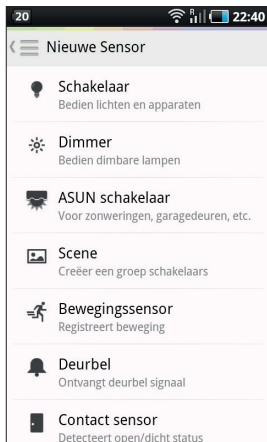 20
R
22:40
Nieuwe Sensor
Schakelaar
Bedien lichten en apparaten
Dimmer
Bedien dimbare lampen
ASUN schakelaar
Voor zonweringen, garagedeuren, etc.
Scene
Creëer een groep schakelaars
Bewegingssensor
Registreert beweging
Deurbel
Ontvangt deurbel signaal
Contact sensor
Detecteert open/dicht status